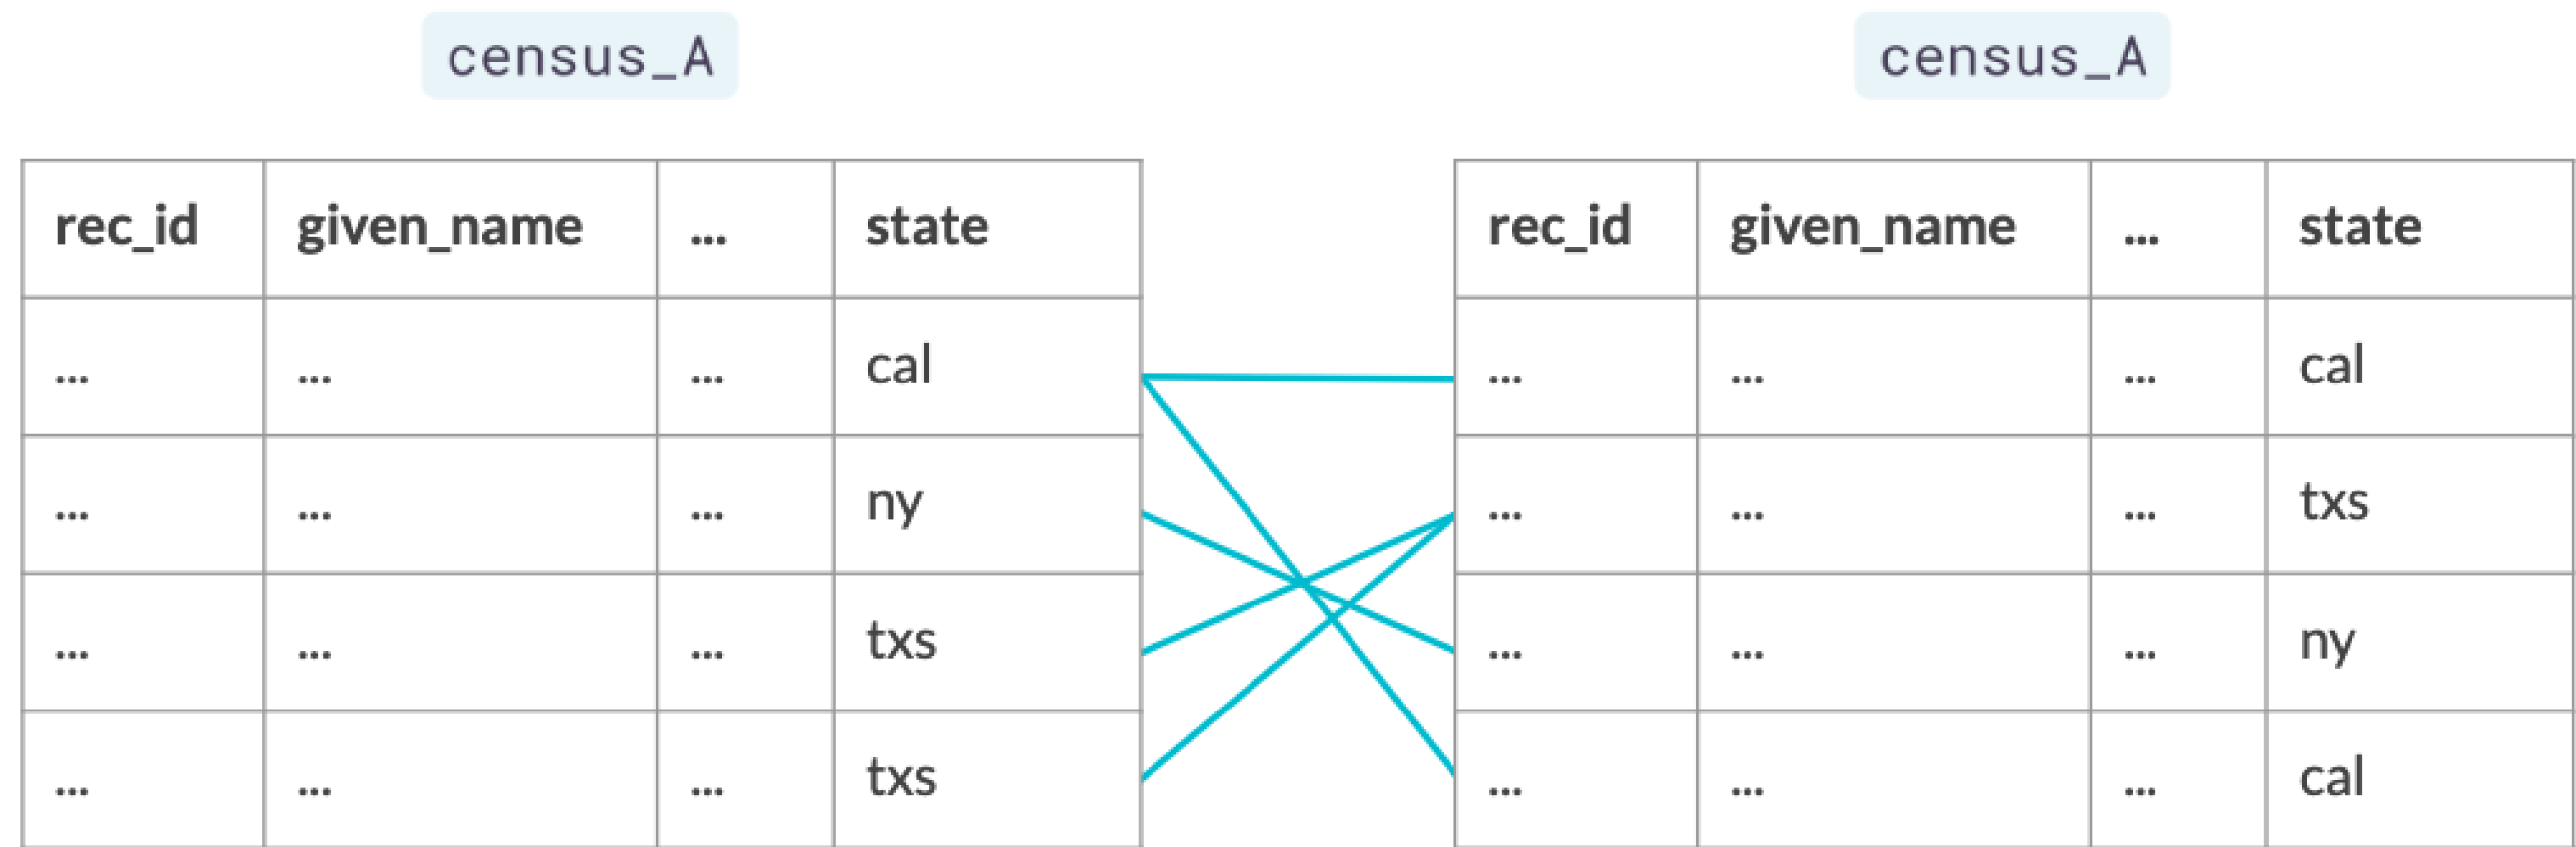 census_A census_A
rec_id given_name ... state rec_id given_name ... state
... ... ... cal ... ... ... cal
... ... ... ny ... ... ... txs
... ... ... txs ... ... ... ny
... ... ... txs ... ... ... cal